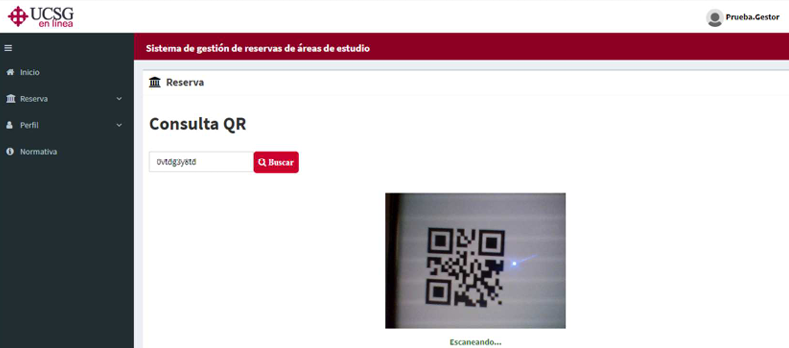 UCSG
en línea
Prueba.Gestor
Sistema de gestión de reservas de áreas de estudio
Inicio
Reserva
Perfil
Normativa
Reserva
Consulta QR
0vtdg3y8td
Buscar
Escaneando...